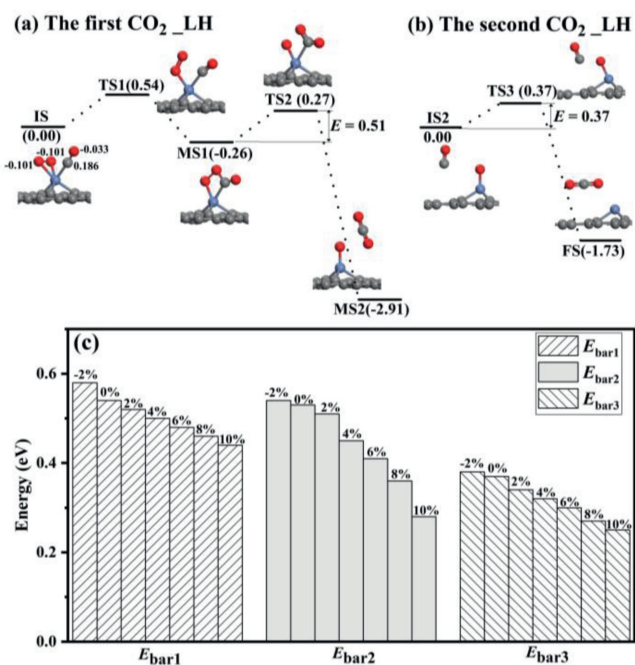 (a) The first CO₂ _LH
(b) The second CO₂ _LH
TS1(0.54)
TS2 (0.27)
IS
(0.00)
-0.101
-0.101
-0.033
0.186
MS1(-0.26)
E = 0.51
MS2(-2.91)
TS3 (0.37)
IS2
0.00
E = 0.37
FS(-1.73)
(c)
Ebar1
Ebar2
Ebar3
Energy (eV)
0.6
0.4
0.2
0.0
-2%
0%
2%
4%
6%
8%
10%
-2%
0%
2%
4%
6%
8%
10%
-2%
0%
2%
4%
6%
8%
10%
Ebar1
Ebar2
Ebar3